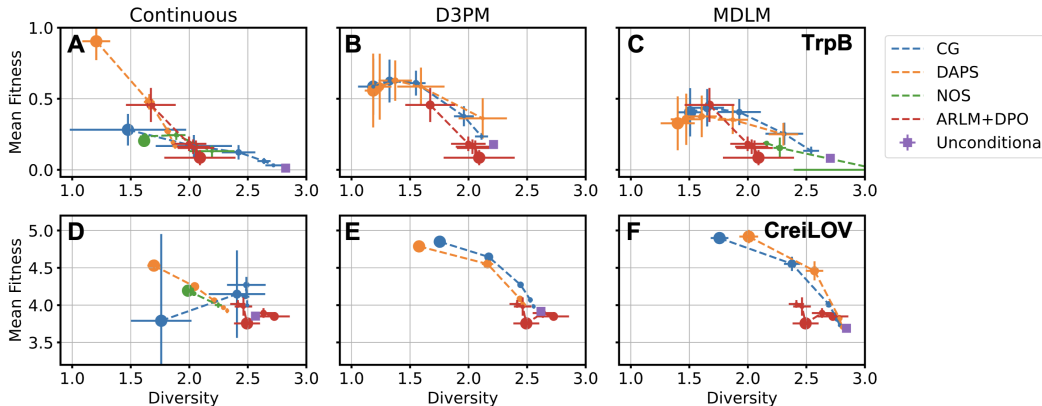 Continuous
D3PM
MDLM
Mean Fitness
1.0
0.5
0.0
A
B
C
TrpB
1.0 1.5 2.0 2.5 3.0
1.0 1.5 2.0 2.5 3.0
1.0 1.5 2.0 2.5 3.0
CG
DAPS
NOS
ARLM+DPO
Unconditiona
Mean Fitness
5.0
4.5
4.0
3.5
D
E
F
CreiLOV
1.0 1.5 2.0 2.5 3.0
1.0 1.5 2.0 2.5 3.0
1.0 1.5 2.0 2.5 3.0
Diversity
Diversity
Diversity